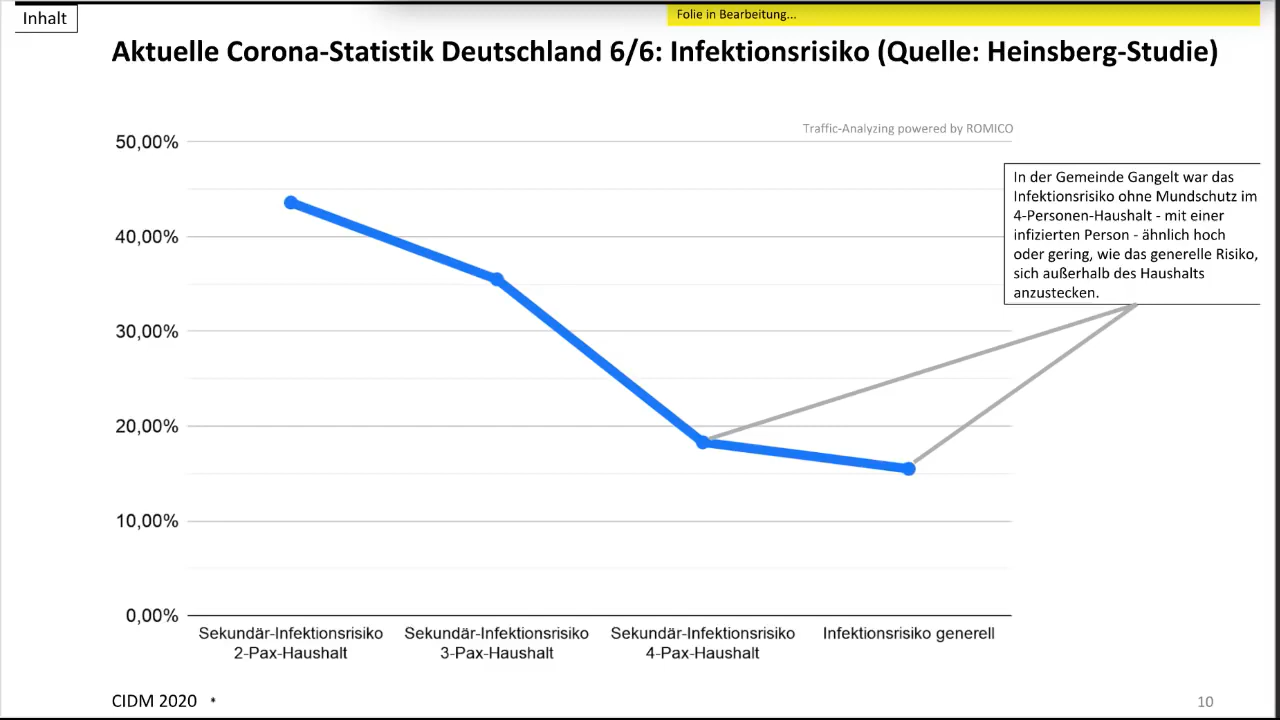 Inhalt
Folie in Bearbeitung...
Aktuelle Corona-Statistik Deutschland 6/6: Infektionsrisiko (Quelle: Heinsberg-Studie)
Traffic-Analyzing powered by ROMICO
50,00%
40,00%
30,00%
20,00%
10,00%
0,00%
In der Gemeinde Gangelt war das
Infektionsrisiko ohne Mundschutz im
4-Personen-Haushalt - mit einer
infizierten Person - ähnlich hoch
oder gering, wie das generelle Risiko,
sich außerhalb des Haushalts
anzustecken.
Sekundär-Infektionsrisiko
2-Pax-Haushalt
Sekundär-Infektionsrisiko
3-Pax-Haushalt
Sekundär-Infektionsrisiko
4-Pax-Haushalt
Infektionsrisiko generell
CIDM 2020 *
10